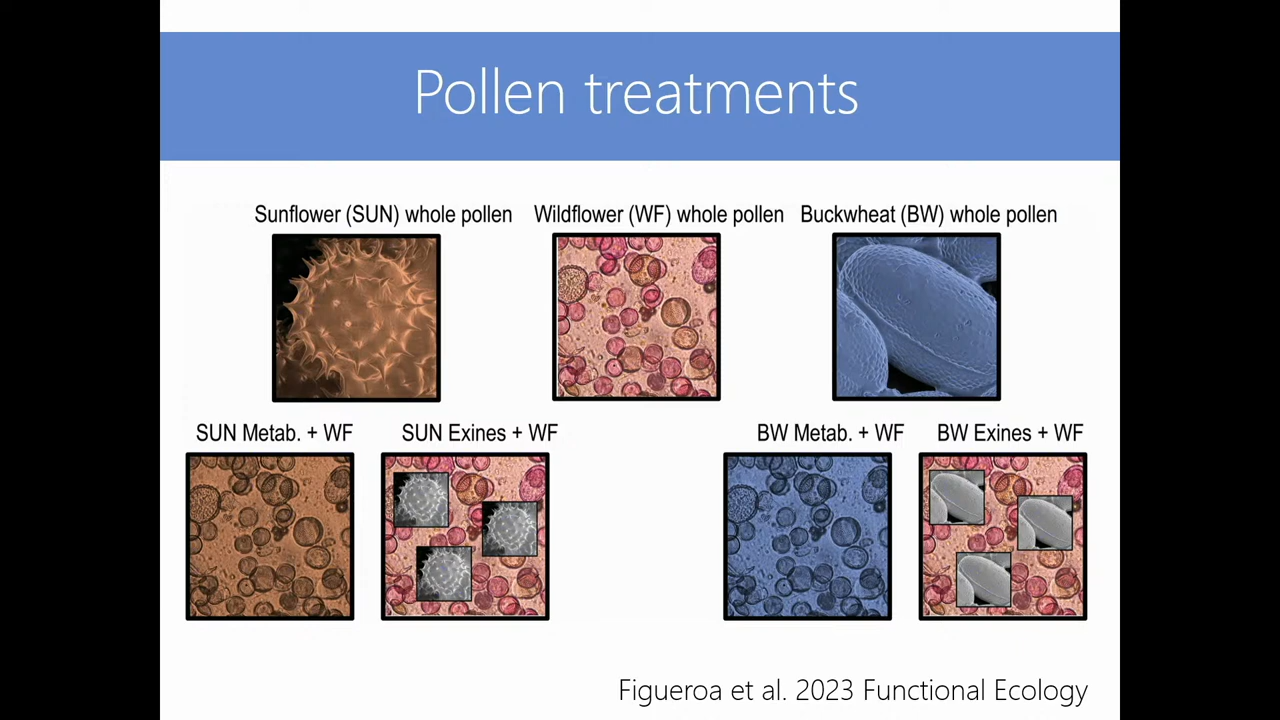 Pollen treatments
Sunflower (SUN) whole pollen
Wildflower (WF) whole pollen
Buckwheat (BW) whole pollen
SUN Metab. + WF
SUN Exines + WF
BW Metab. + WF
BW Exines + WF
Figueroa et al. 2023 Functional Ecology